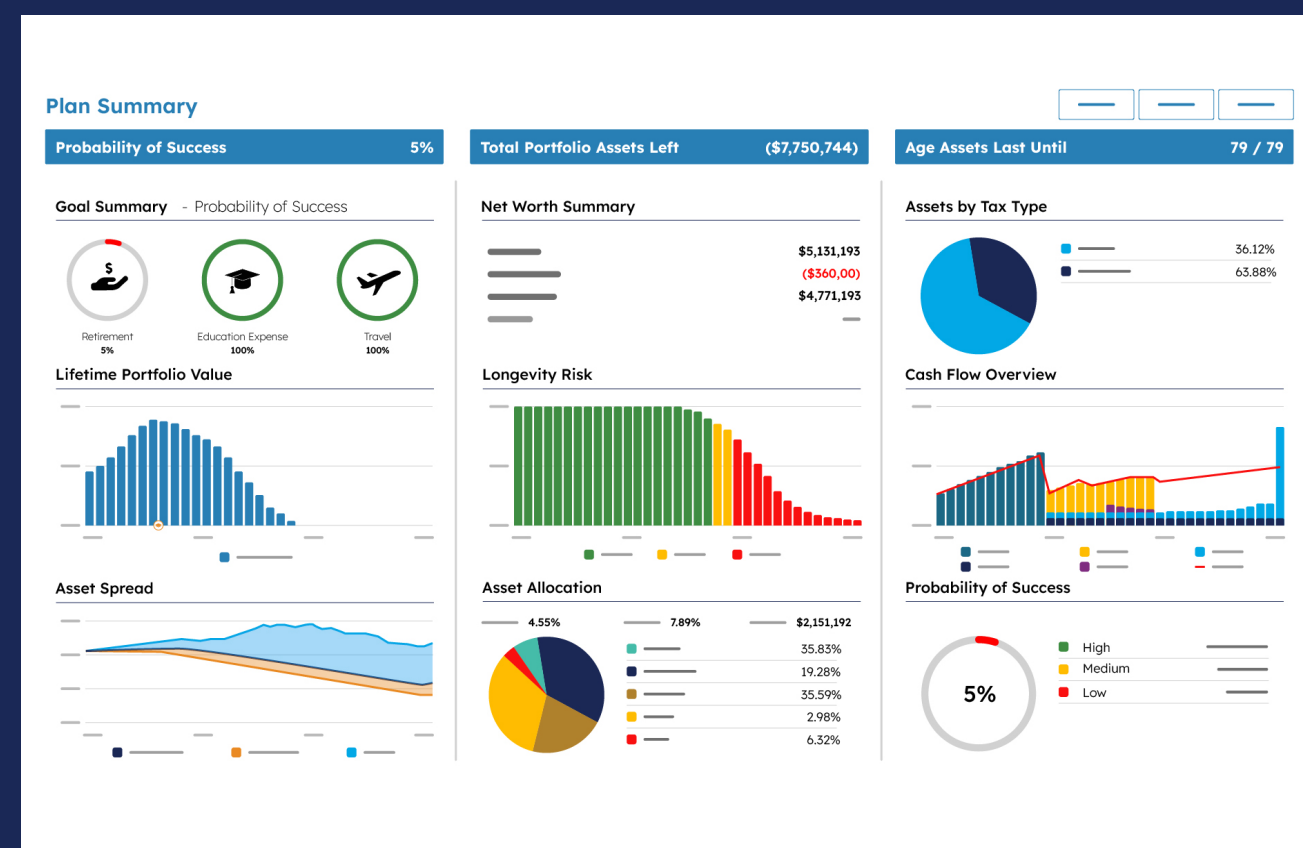 Plan Summary
Probability of Success 5%
Total Portfolio Assets Left ($7,750,744)
Age Assets Last Until 79 / 79
Goal Summary - Probability of Success
$
Retirement
5%
Education Expense
100%
Travel
100%
Net Worth Summary
$5,131,193
($360,00)
$4,771,193
Assets by Tax Type
36.12%
63.88%
Lifetime Portfolio Value
Longevity Risk
Cash Flow Overview
Asset Spread
Asset Allocation
4.55% 7.89% $2,151,192
35.83%
19.28%
35.59%
2.98%
6.32%
Probability of Success
5%
High
Medium
Low